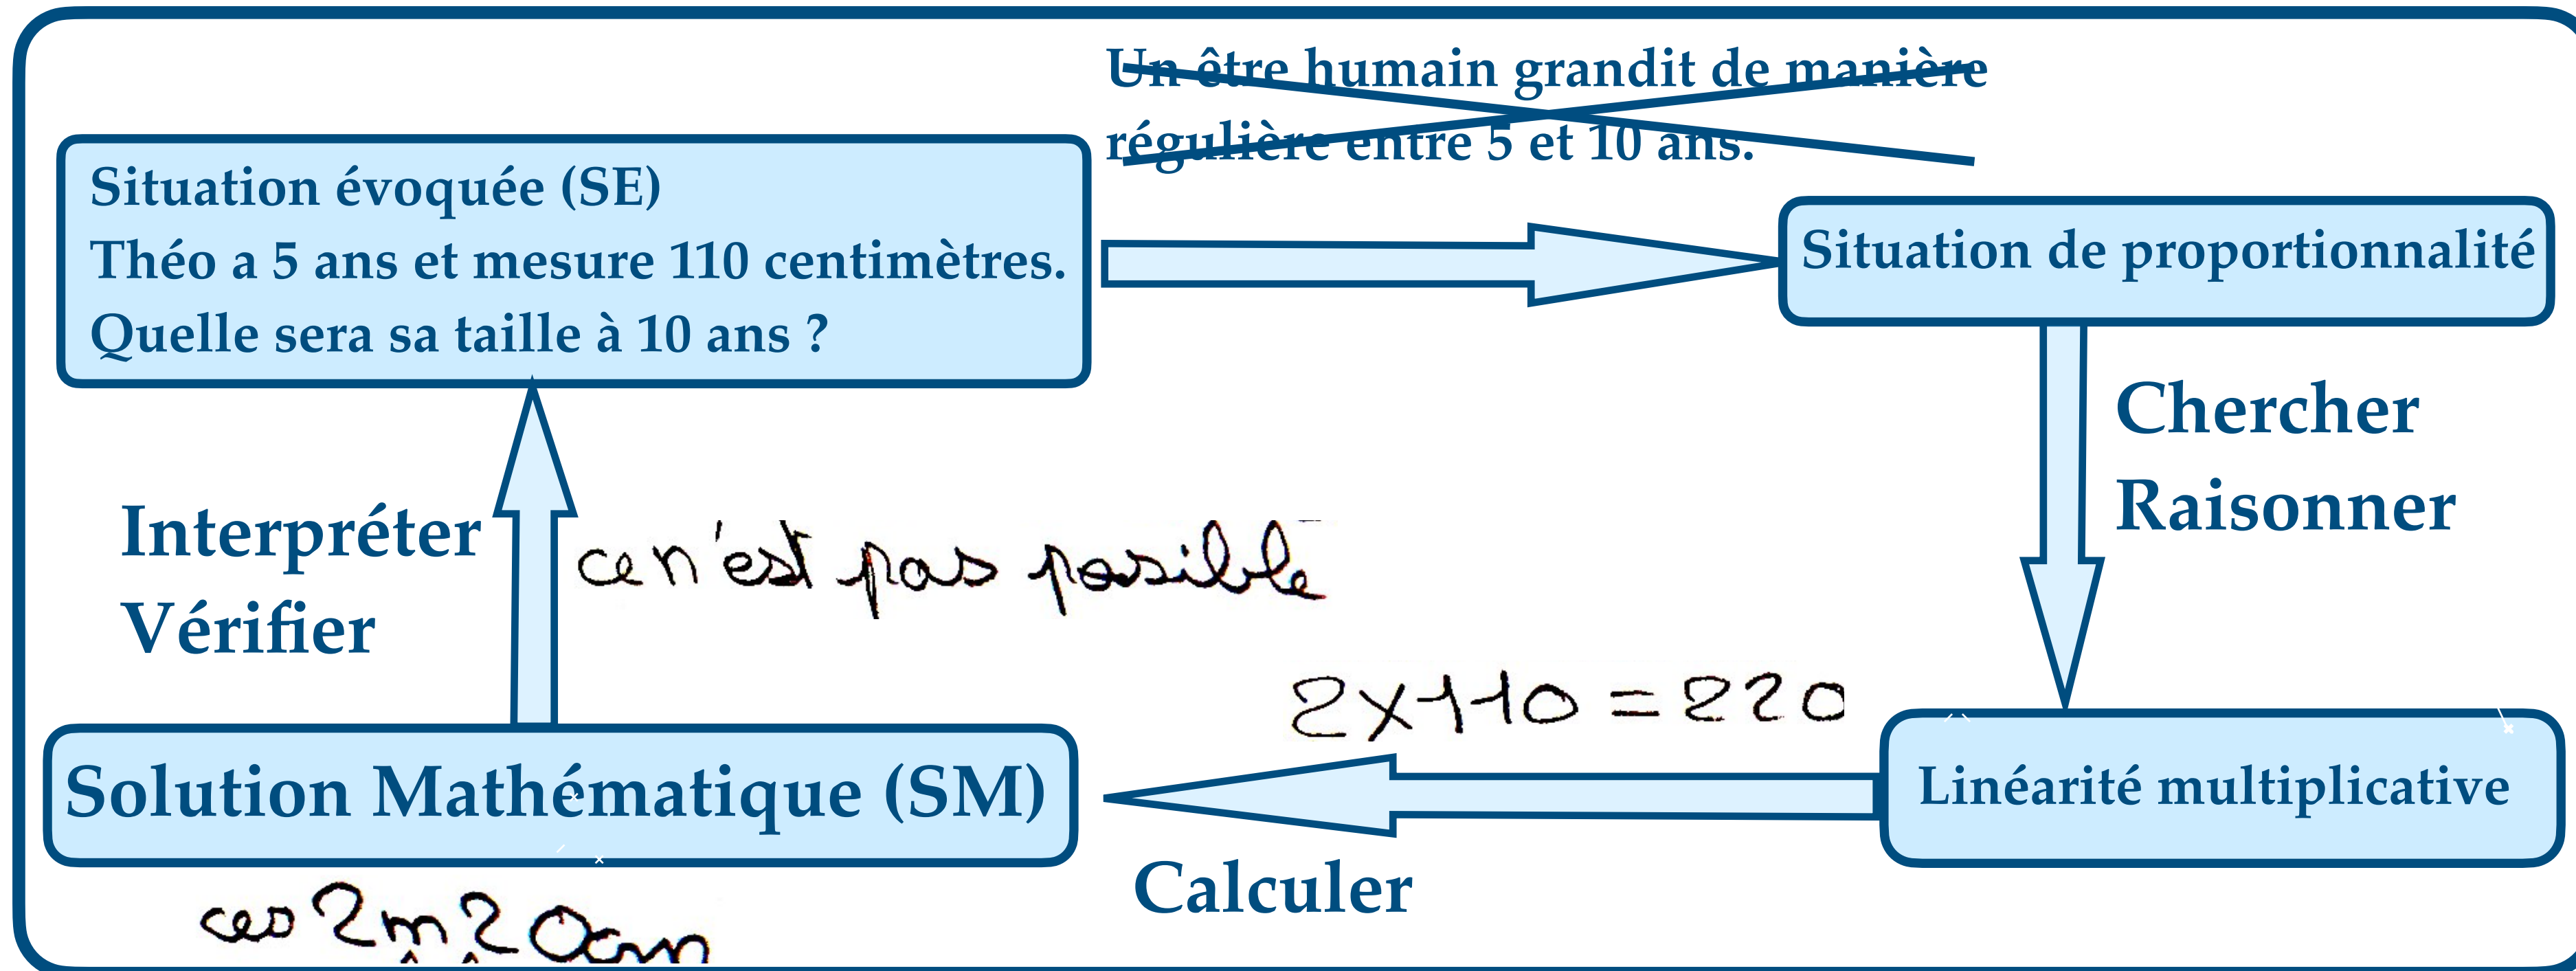 Un être humain grandit de manière
régulière entre 5 et 10 ans.
Situation évoquée (SE)
Théo a 5 ans et mesure 110 centimètres.
Quelle sera sa taille à 10 ans ?
Situation de proportionnalité
Chercher
Raisonner
Interpréter
Vérifier
ce n'est pas posible
2x110 = 220
Linéarité multiplicative
Solution Mathématique (SM)
Calculer
ces 2m20cm